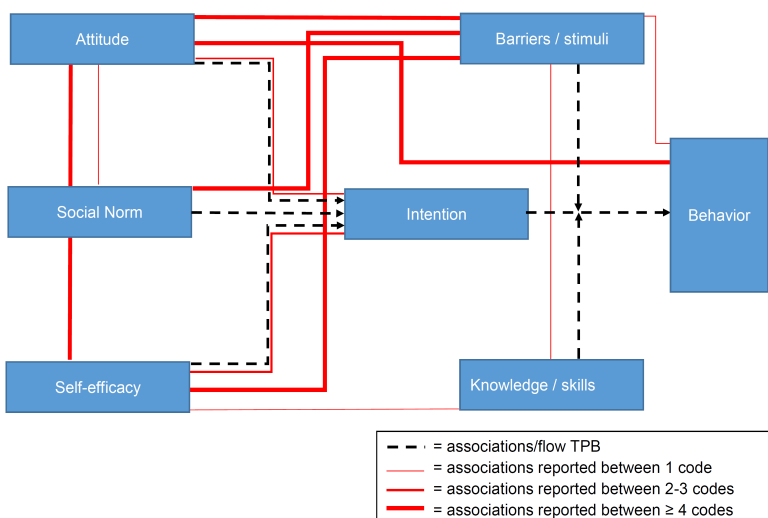 Attitude
Barriers / stimuli
Social Norm
Intention
Behavior
Self-efficacy
Knowledge / skills
= associations/flow TPB
= associations reported between 1 code
= associations reported between 2-3 codes
= associations reported between ≥ 4 codes